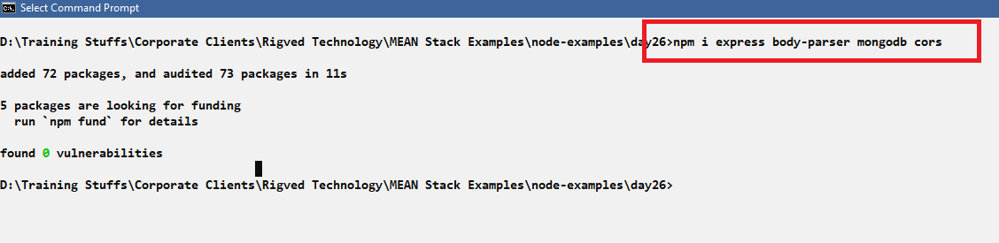 Select Command Prompt
D:\Training Stuffs\Corporate Clients\Rigved Technology\MEAN Stack Examples\node-examples\day26>npm i express body-parser mongodb cors
added 72 packages, and audited 73 packages in 11s
5 packages are looking for funding
run `npm fund` for details
found 0 vulnerabilities
D:\Training Stuffs\Corporate Clients\Rigved Technology\MEAN Stack Examples\node-examples\day26>